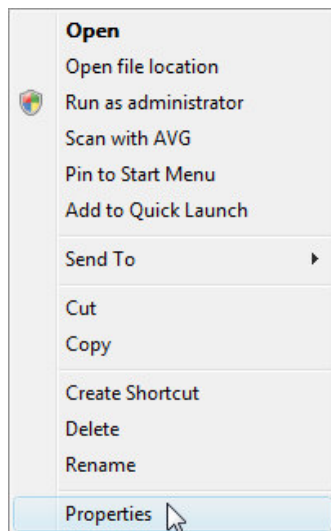 Open
Open file location
Run as administrator
Scan with AVG
Pin to Start Menu
Add to Quick Launch
Send To
Cut
Copy
Create Shortcut
Delete
Rename
Properties